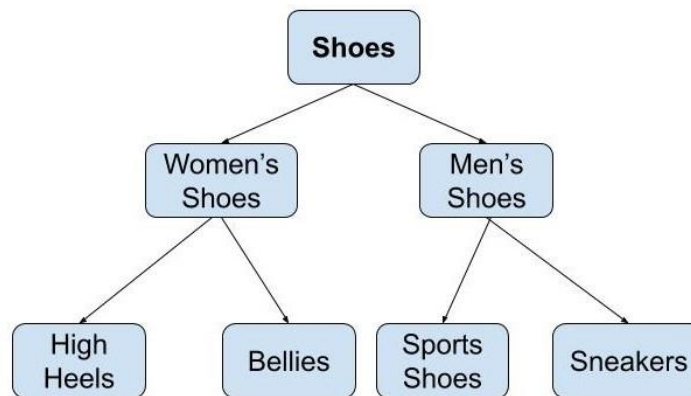 Shoes
Women’s
Shoes
Men’s
Shoes
High
Heels
Bellies
Sports
Shoes
Sneakers